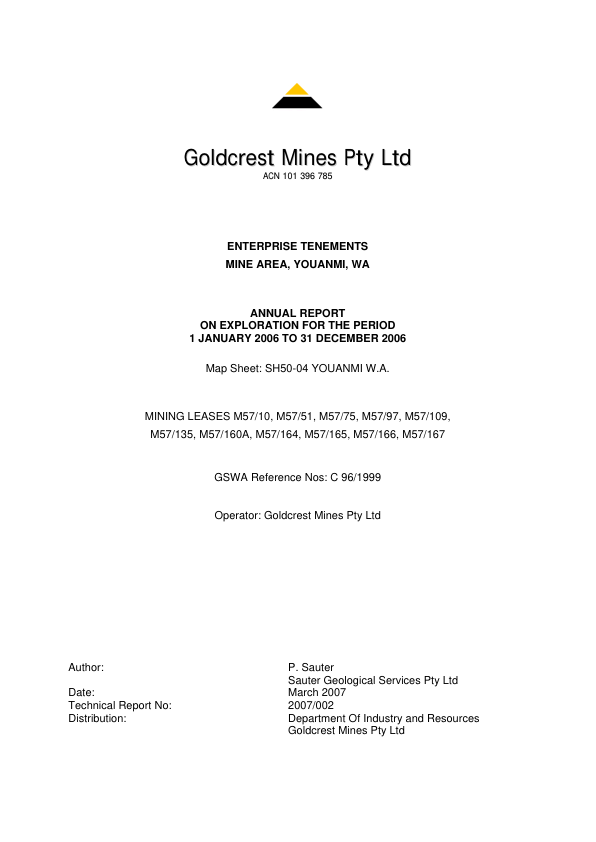 Goldcrest Mines Pty Ltd
ACN 101 396 785
ENTERPRISE TENEMENTS
MINE AREA, YOUANMI, WA
ANNUAL REPORT
ON EXPLORATION FOR THE PERIOD
1 JANUARY 2006 TO 31 DECEMBER 2006
Map Sheet: SH50-04 YOUANMI W.A.
MINING LEASES M57/10, M57/51, M57/75, M57/97, M57/109,
M57/135, M57/160A, M57/164, M57/165, M57/166, M57/167
GSWA Reference Nos: C 96/1999
Operator: Goldcrest Mines Pty Ltd
Author: P. Sauter
Sauter Geological Services Pty Ltd
Date: March 2007
Technical Report No: 2007/002
Distribution: Department Of Industry and Resources
Goldcrest Mines Pty Ltd